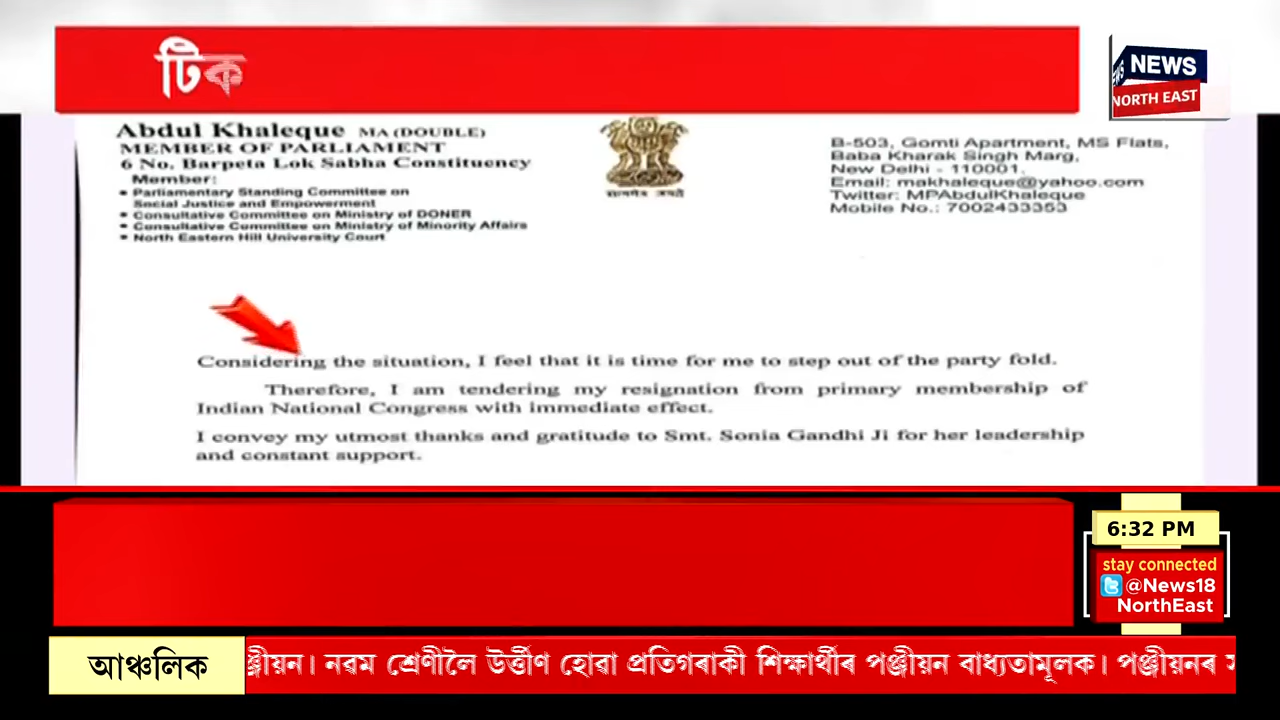 টিক
NEWS
NORTH EAST
Abdul Khaleque MA (DOUBLE)
MEMBER OF PARLIAMENT
6 No. Barpeta Lok Sabha Constituency
Member:
• Parliamentary Standing Committee on
Social Justice and Empowerment
• Consultative Committee on Ministry of DONER
• Consultative Committee on Ministry of Minority Affairs
• North Eastern Hill University Court
सत्यमेव जयते
B-503, Gomti Apartment, MS Flats,
Baba Kharak Singh Marg,
New Delhi - 110001.
Email: makhaleque@yahoo.com
Twitter: MPAbdulKhaleque
Mobile No.: 7002433353
Considering the situation, I feel that it is time for me to step out of the party fold.
Therefore, I am tendering my resignation from primary membership of
Indian National Congress with immediate effect.
I convey my utmost thanks and gratitude to Smt. Sonia Gandhi Ji for her leadership
and constant support.
6:32 PM
stay connected
@News18
NorthEast
আঞ্চলিক
ঞ্জীয়ন। নৱম শ্ৰেণীলৈ উৰ্ত্তীণ হোৱা প্ৰতিগৰাকী শিক্ষাৰ্থীৰ পঞ্জীয়ন বাধ্যতামূলক। পঞ্জীয়নৰ